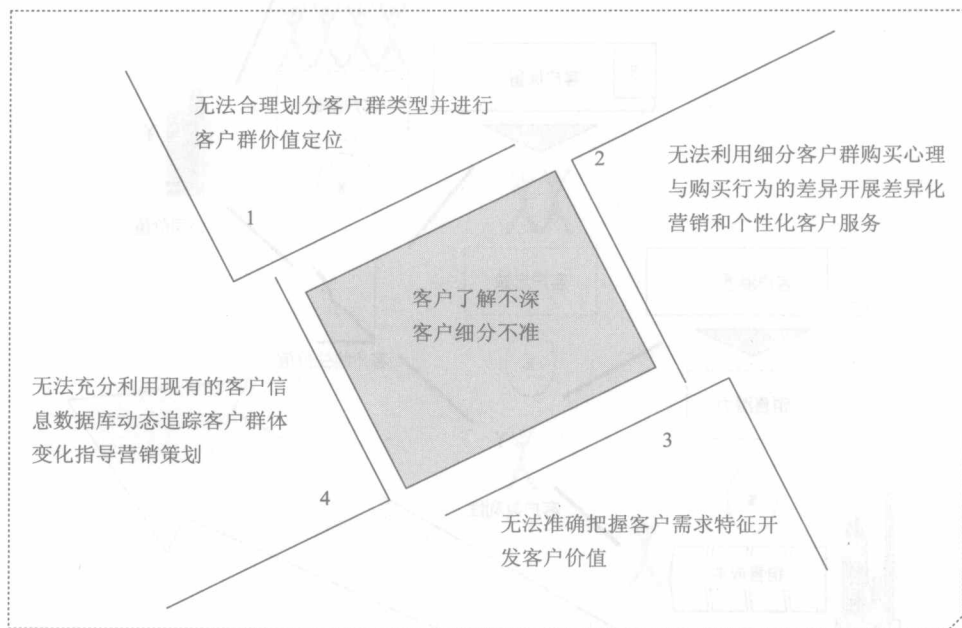 无法合理划分客户群类型并进行
客户群价值定位
1
2
无法利用细分客户群购买心理
与购买行为的差异开展差异化
营销和个性化客户服务
客户了解不深
客户细分不准
无法充分利用现有的客户信
息数据库动态追踪客户群体
变化指导营销策划
3
4
无法准确把握客户需求特征开
发客户价值